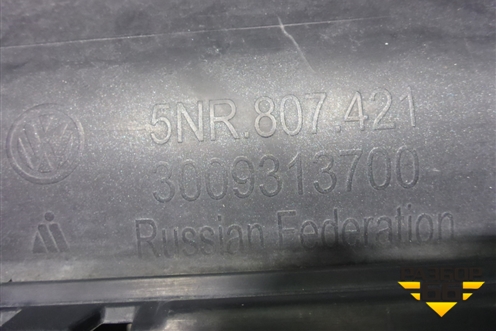 5NR.807.421
3009313700
Russian Federation